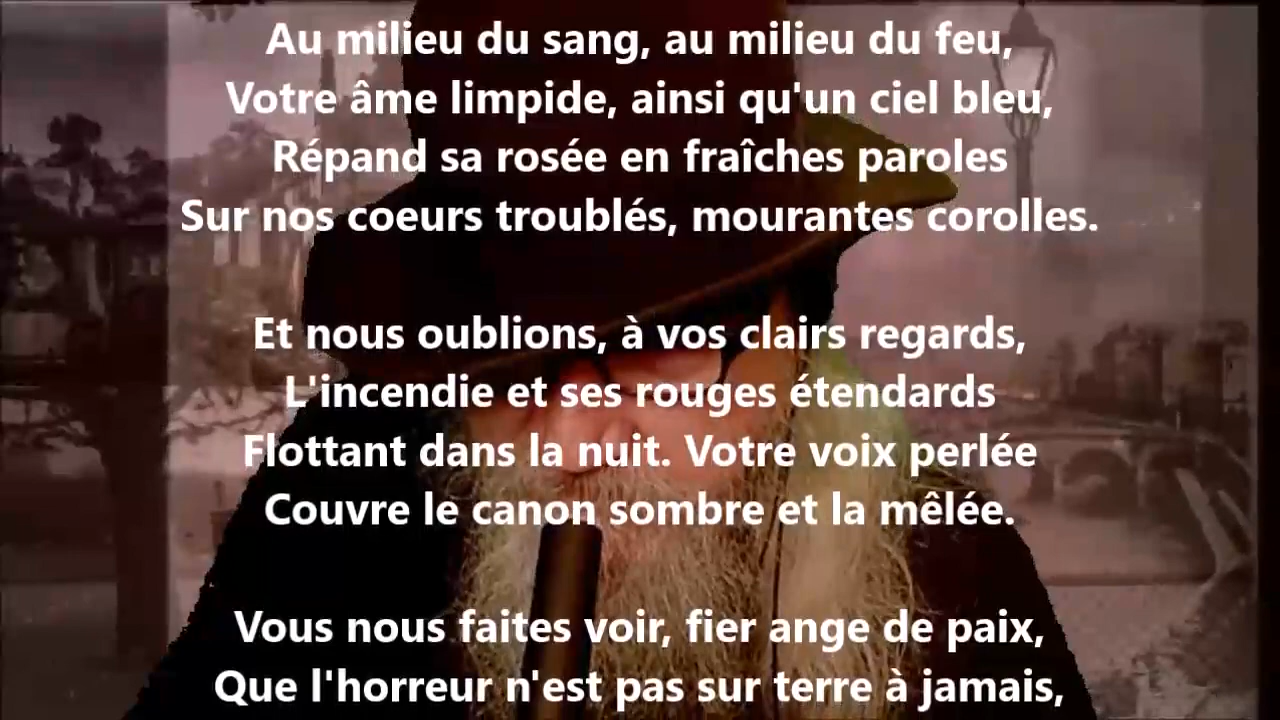 Au milieu du sang, au milieu du feu,
Votre âme limpide, ainsi qu'un ciel bleu,
Répand sa rosée en fraîches paroles
Sur nos coeurs troublés, mourantes corolles.
Et nous oublions, à vos clairs regards,
L'incendie et ses rouges étendards
Flottant dans la nuit. Votre voix perlée
Couvre le canon sombre et la mêlée.
Vous nous faites voir, fier ange de paix,
Que l'horreur n'est pas sur terre à jamais,